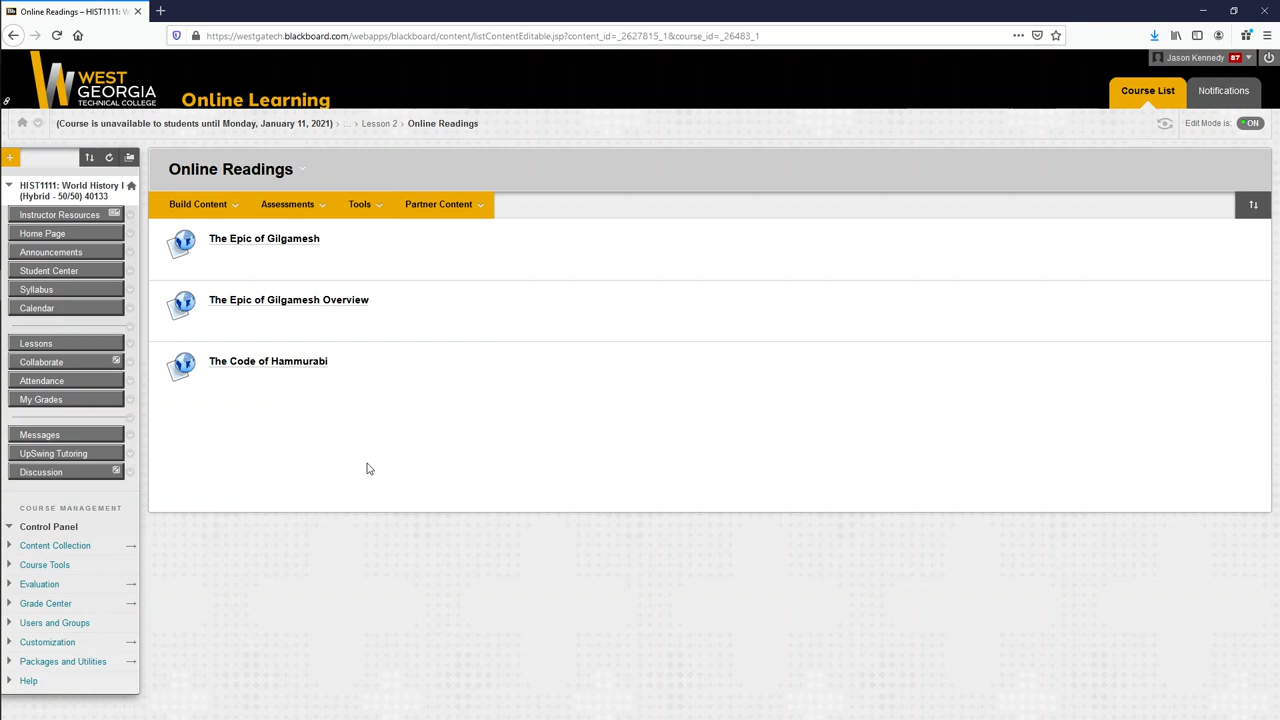 Online Readings – HIST1111: W
https://westgatech.blackboard.com/webapps/blackboard/content/listContentEditable.jsp?content_id=_2627815_1&course_id=_26483_1
Jason Kennedy 87
WEST GEORGIA
TECHNICAL COLLEGE
Online Learning
Course List
Notifications
(Course is unavailable to students until Monday, January 11, 2021) > ... > Lesson 2 > Online Readings
Edit Mode is: ON
HIST1111: World History I
(Hybrid - 50/50) 40133
Instructor Resources
Home Page
Announcements
Student Center
Syllabus
Calendar
Lessons
Collaborate
Attendance
My Grades
Messages
UpSwing Tutoring
Discussion
COURSE MANAGEMENT
Control Panel
Content Collection
Course Tools
Evaluation
Grade Center
Users and Groups
Customization
Packages and Utilities
Help
Online Readings
Build Content
Assessments
Tools
Partner Content
The Epic of Gilgamesh
The Epic of Gilgamesh Overview
The Code of Hammurabi